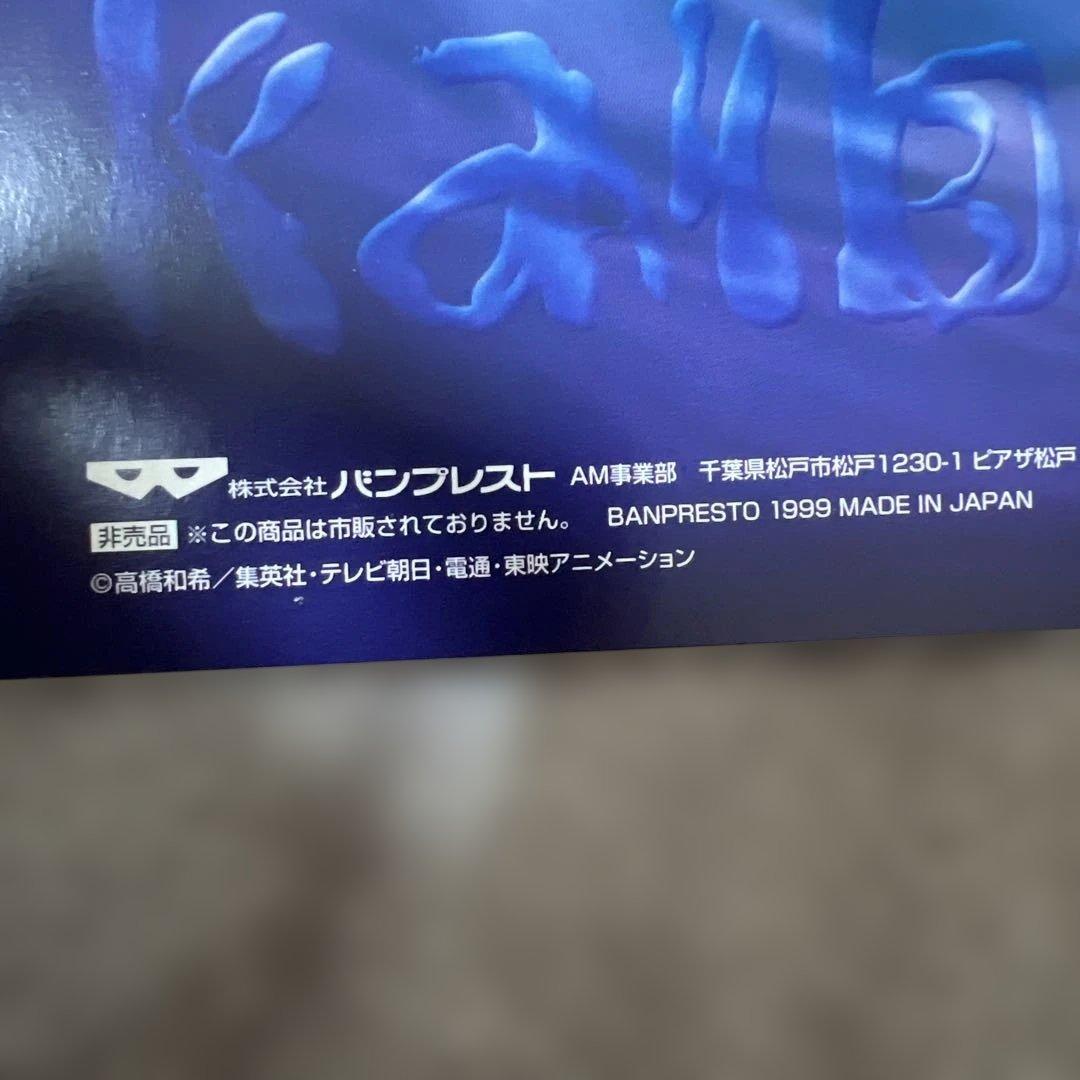 株式会社バンプレスト AM事業部 千葉県松戸市松戸1230-1 ピアザ松戸
非売品 ※この商品は市販されておりません。 BANPRESTO 1999 MADE IN JAPAN
©高橋和希／集英社・テレビ朝日・電通・東映アニメーション